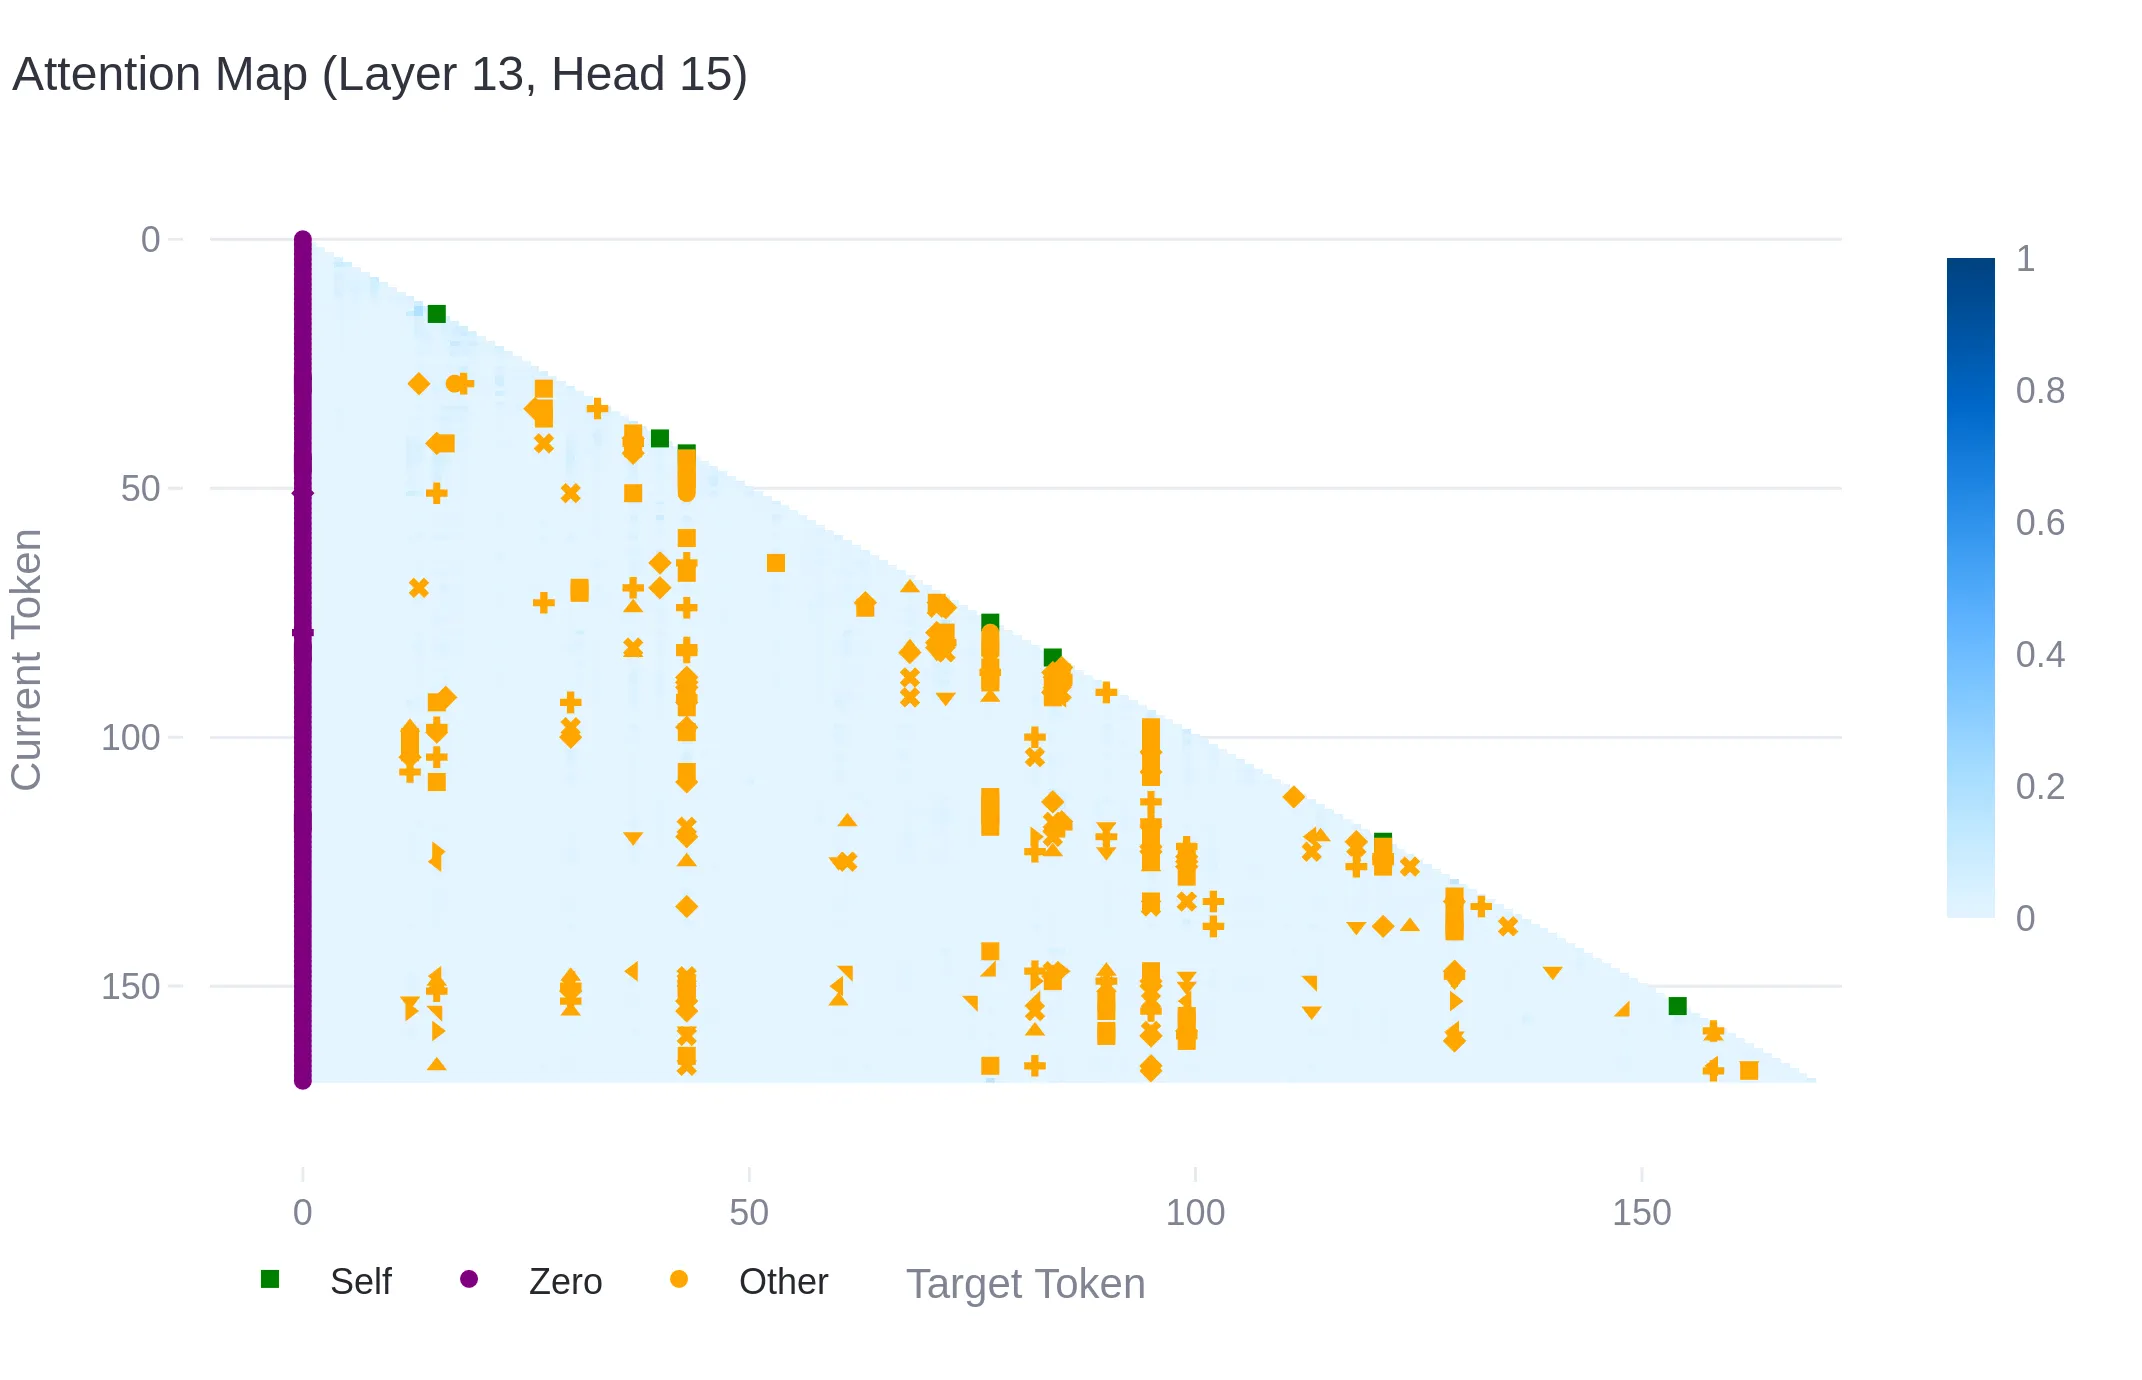 Attention Map (Layer 13, Head 15)
0
50
100
150
Current Token
1
0.8
0.6
0.4
0.2
0
0 50 100 150
Self Zero Other Target Token